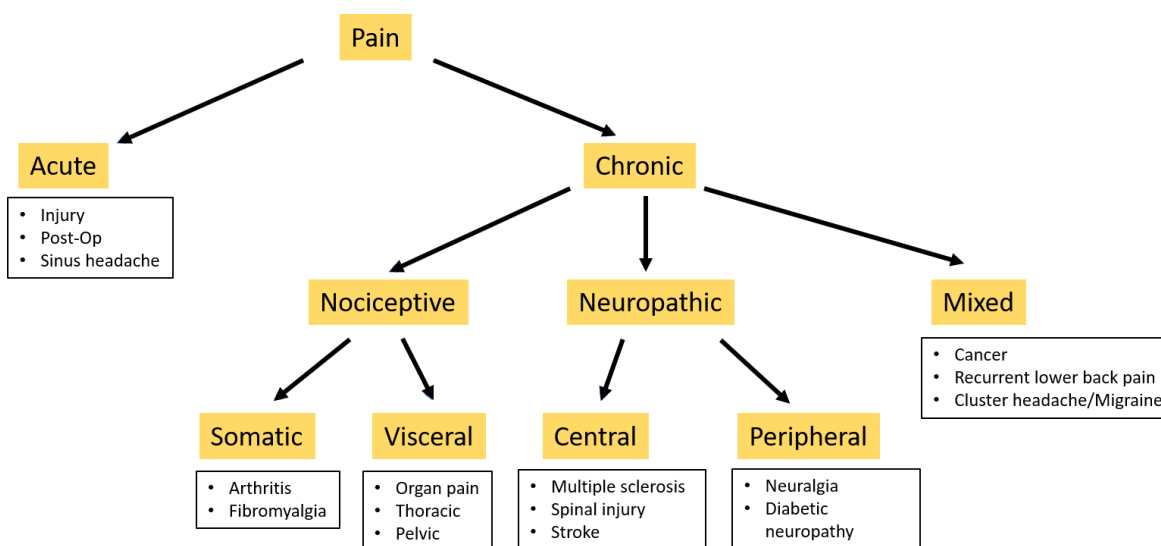 Pain
Acute
Chronic
• Injury
• Post-Op
• Sinus headache
Nociceptive
Neuropathic
Mixed
• Cancer
• Recurrent lower back pain
• Cluster headache/Migraine
Somatic
Visceral
Central
Peripheral
• Arthritis
• Fibromyalgia
• Organ pain
• Thoracic
• Pelvic
• Multiple sclerosis
• Spinal injury
• Stroke
• Neuralgia
• Diabetic
neuropathy